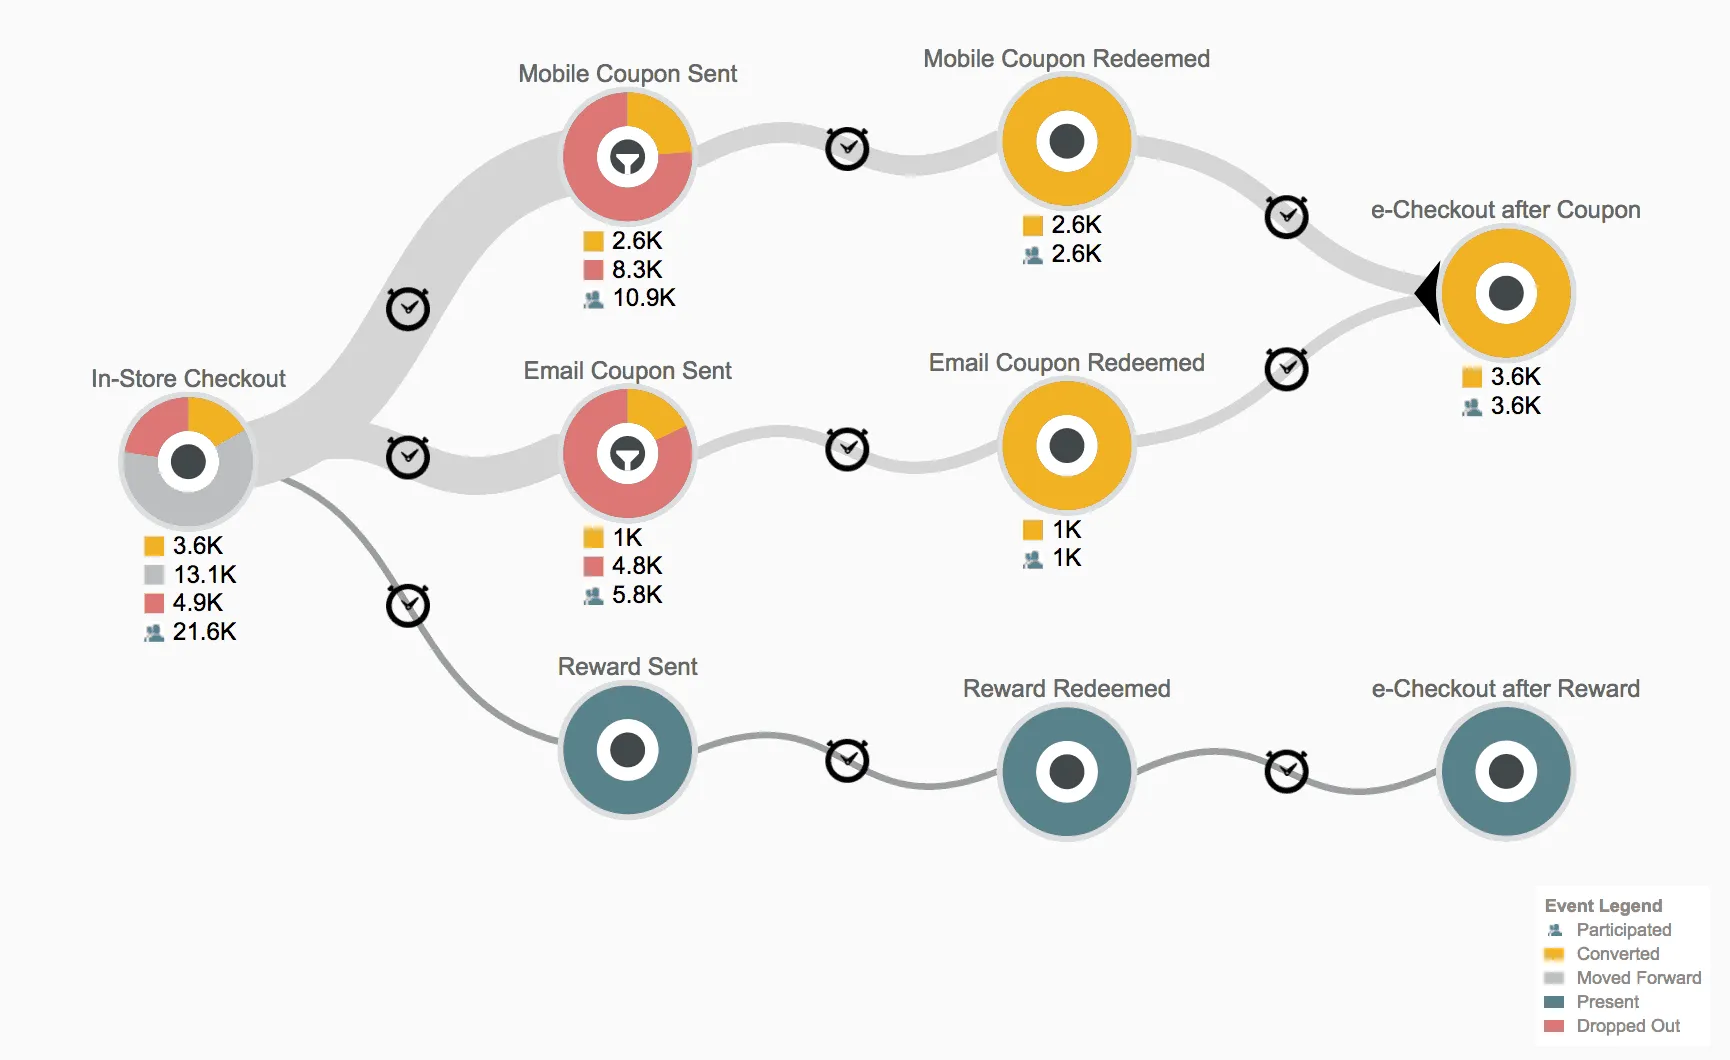 Mobile Coupon Sent
2.6K
8.3K
10.9K
Mobile Coupon Redeemed
2.6K
2.6K
e-Checkout after Coupon
3.6K
3.6K
In-Store Checkout
3.6K
13.1K
4.9K
21.6K
Email Coupon Sent
1K
4.8K
5.8K
Email Coupon Redeemed
1K
1K
Reward Sent
Reward Redeemed
e-Checkout after Reward
Event Legend
Participated
Converted
Moved Forward
Present
Dropped Out